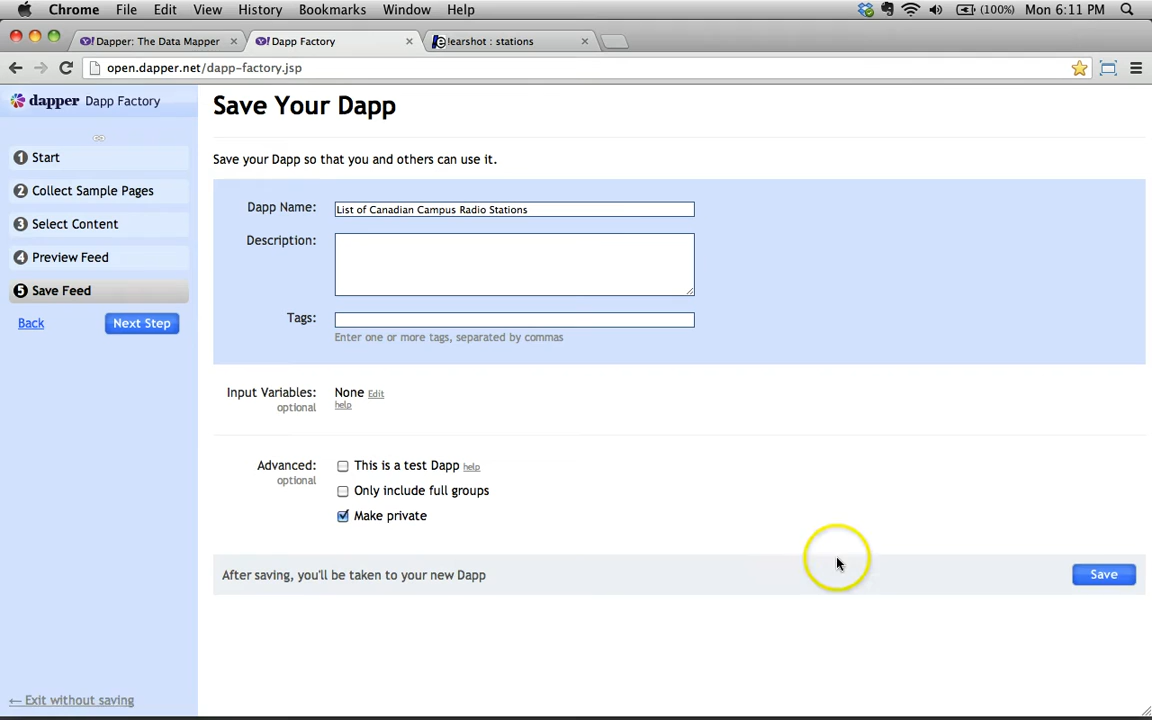 Chrome File Edit View History Bookmarks Window Help (100%) Mon 6:11 PM
Dapper: The Data Mapper Dapp Factory !earshot : stations
open.dapper.net/dapp-factory.jsp
dapper Dapp Factory
1 Start
2 Collect Sample Pages
3 Select Content
4 Preview Feed
5 Save Feed
Back Next Step
← Exit without saving
Save Your Dapp
Save your Dapp so that you and others can use it.
Dapp Name: List of Canadian Campus Radio Stations
Description:
Tags:
Enter one or more tags, separated by commas
Input Variables: None Edit
optional help
Advanced: This is a test Dapp help
optional
Only include full groups
Make private
After saving, you'll be taken to your new Dapp Save